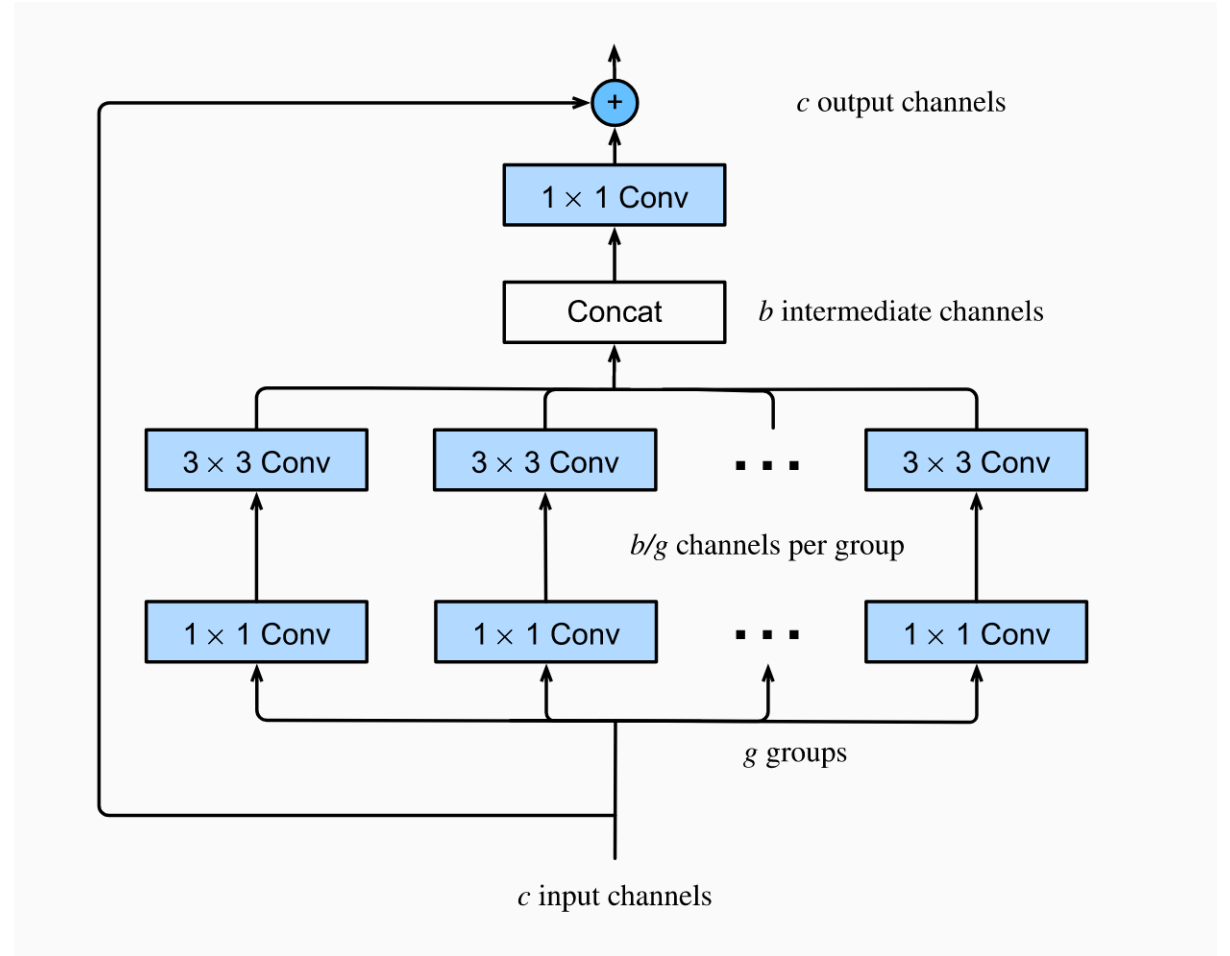 c output channels
+
1 × 1 Conv
Concat
b intermediate channels
3 × 3 Conv
3 × 3 Conv
...
3 × 3 Conv
b/g channels per group
1 × 1 Conv
1 × 1 Conv
...
1 × 1 Conv
g groups
c input channels